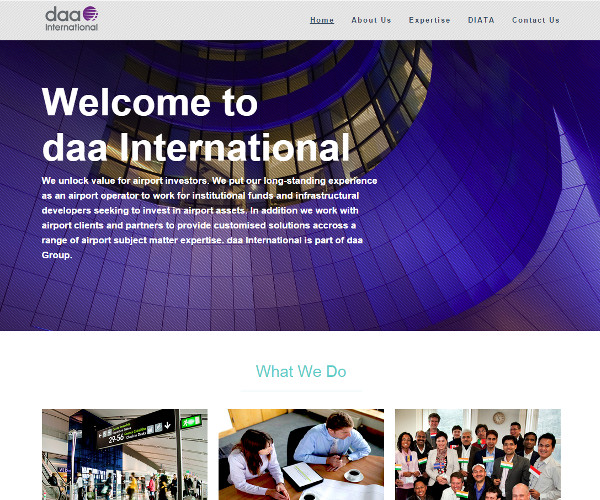 daa
International
Home About Us Expertise DIATA Contact Us
Welcome to
daa International
We unlock value for airport investors. We put our long-standing experience
as an airport operator to work for institutional funds and infrastructural
developers seeking to invest in airport assets. In addition we work with
airport clients and partners to provide customised solutions accross a
range of airport subject matter expertise. daa International is part of daa
Group.
What We Do
29-56